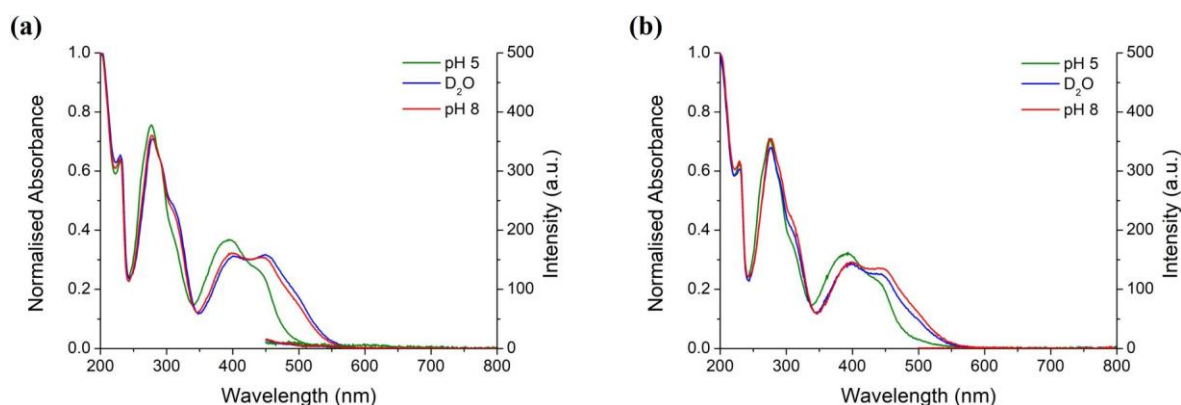 (a)
1.0
0.8
0.6
0.4
0.2
0.0
Normalised Absorbance
500
400
300
200
100
0
Intensity (a.u.)
pH 5
D₂O
pH 8
200 300 400 500 600 700 800
Wavelength (nm)
(b)
1.0
0.8
0.6
0.4
0.2
0.0
Normalised Absorbance
500
400
300
200
100
0
Intensity (a.u.)
pH 5
D₂O
pH 8
200 300 400 500 600 700 800
Wavelength (nm)